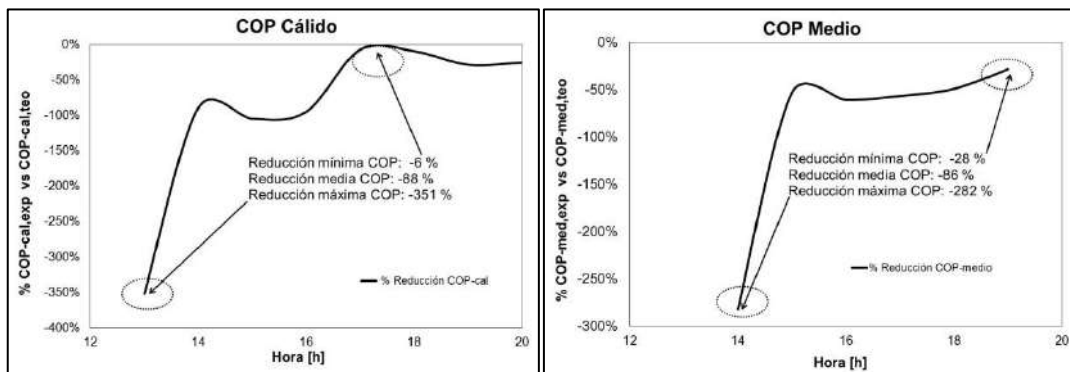 COP Cálido
0%
-50%
-100%
-150%
-200%
-250%
-300%
-350%
-400%
% COP-cal,exp vs COP-cal,teo
Reducción mínima COP: -6 %
Reducción media COP: -88 %
Reducción máxima COP: -351 %
% Reducción COP-cal
12
14
16
18
20
Hora [h]
COP Medio
0%
-50%
-100%
-150%
-200%
-250%
-300%
% COP-med,exp vs COP-med,teo
Reducción mínima COP: -28 %
Reducción media COP: -86 %
Reducción máxima COP: -282 %
% Reducción COP-medio
12
14
16
18
20
Hora [h]